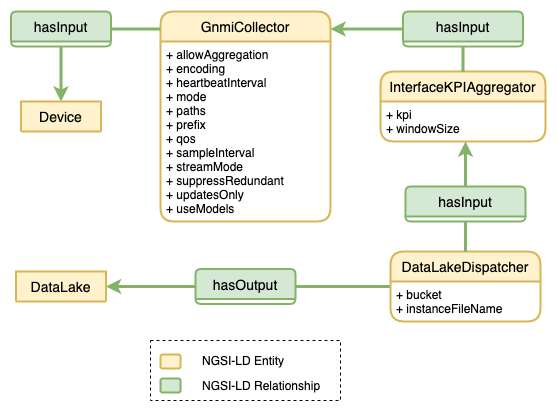 hasInput
GnmiCollector
hasInput
+ allowAggregation
+ encoding
+ heartbeatInterval
+ mode
+ paths
+ prefix
+ qos
+ sampleInterval
+ streamMode
+ suppressRedundant
+ updatesOnly
+ useModels
Device
InterfaceKPIAggregator
+ kpi
+ windowSize
hasInput
DataLakeDispatcher
+ bucket
+ instanceFileName
hasOutput
DataLake
NGSI-LD Entity
NGSI-LD Relationship